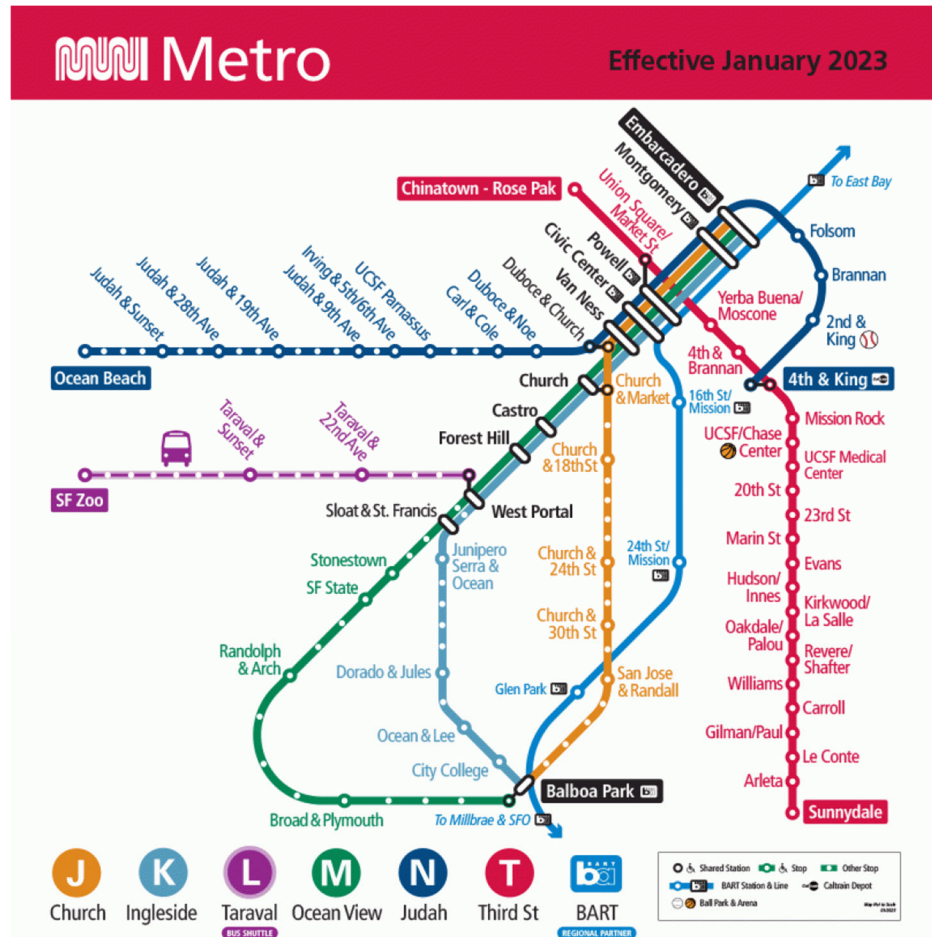 MUNI Metro
Effective January 2023
Embarcadero
Montgomery
Union Square/
Market St
Powell
Civic Center
Van Ness
Duboce & Church
Chinatown - Rose Pak
To East Bay
Folsom
Brannan
2nd &
King
4th & King
Yerba Buena/
Moscone
4th &
Brannan
Judah & Sunset
Judah & 28th Ave
Judah & 19th Ave
Judah & 9th Ave
Irving & 5th/6th Ave
UCSF Parnassus
Carl & Cole
Duboce & Noe
Ocean Beach
Church
Church
& Market
Castro
Forest Hill
West Portal
Sloat & St. Francis
Taraval &
Sunset
Taraval &
22nd Ave
SF Zoo
16th St/
Mission
Church
& 18th St
Church &
24th St
24th St/
Mission
Church &
30th St
San Jose
& Randall
Glen Park
Mission Rock
UCSF/Chase
Center
UCSF Medical
Center
20th St
23rd St
Marin St
Evans
Hudson/
Innes
Kirkwood/
La Salle
Oakdale/
Palou
Revere/
Shafter
Williams
Carroll
Gilman/Paul
Le Conte
Arleta
Sunnydale
Stonestown
SF State
Junipero
Serra &
Ocean
Randolph
& Arch
Dorado & Jules
Ocean & Lee
City College
Balboa Park
Broad & Plymouth
To Millbrae & SFO
J
Church
K
Ingleside
L
Taraval
BUS SHUTTLE
M
Ocean View
N
Judah
T
Third St
BART
ba
BART
REGIONAL PARTNER
Shared Station
Stop
Other Stop
BART Station & Line
Caltrain Depot
Ball Park & Arena